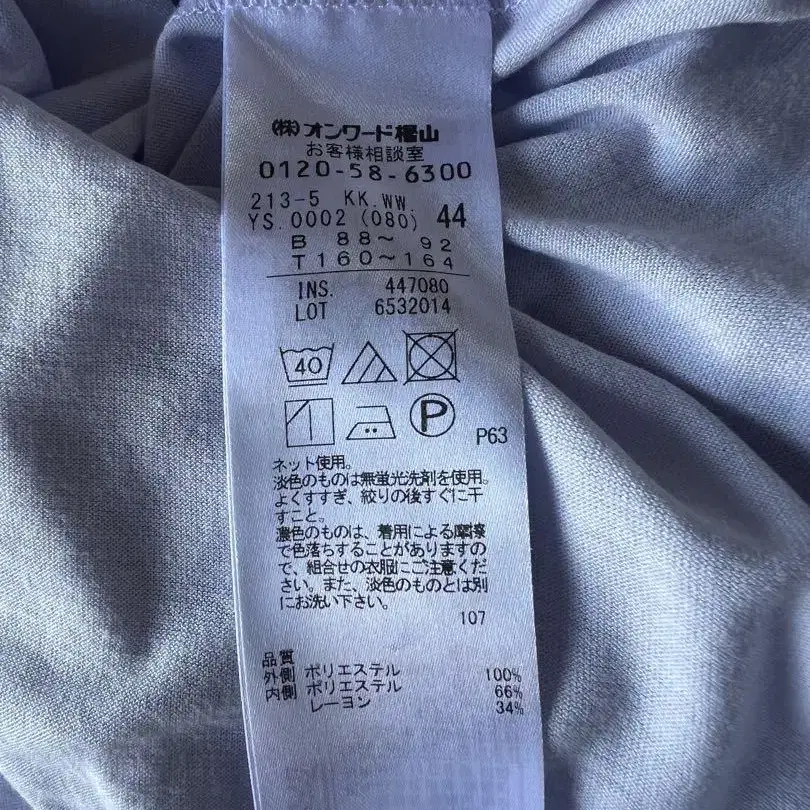 ㈱オンワード樫山
お客様相談室
0120-58-6300
213-5 KK.WW.
YS.0002 (080) 44
B 88～ 92
T 160～164
INS. 447080
LOT 6532014
40
P
P63
ネット使用。
淡色のものは無蛍光洗剤を使用。
よくすすぎ、絞りの後すぐに干
すこと。
濃色のものは、着用による摩擦
で色落ちすることがありますの
で、組合せの衣服にご注意くだ
さい。また、淡色のものとは別
にお洗い下さい。
107
品質
外側 ポリエステル 100%
内側 ポリエステル 66%
レーヨン 34%